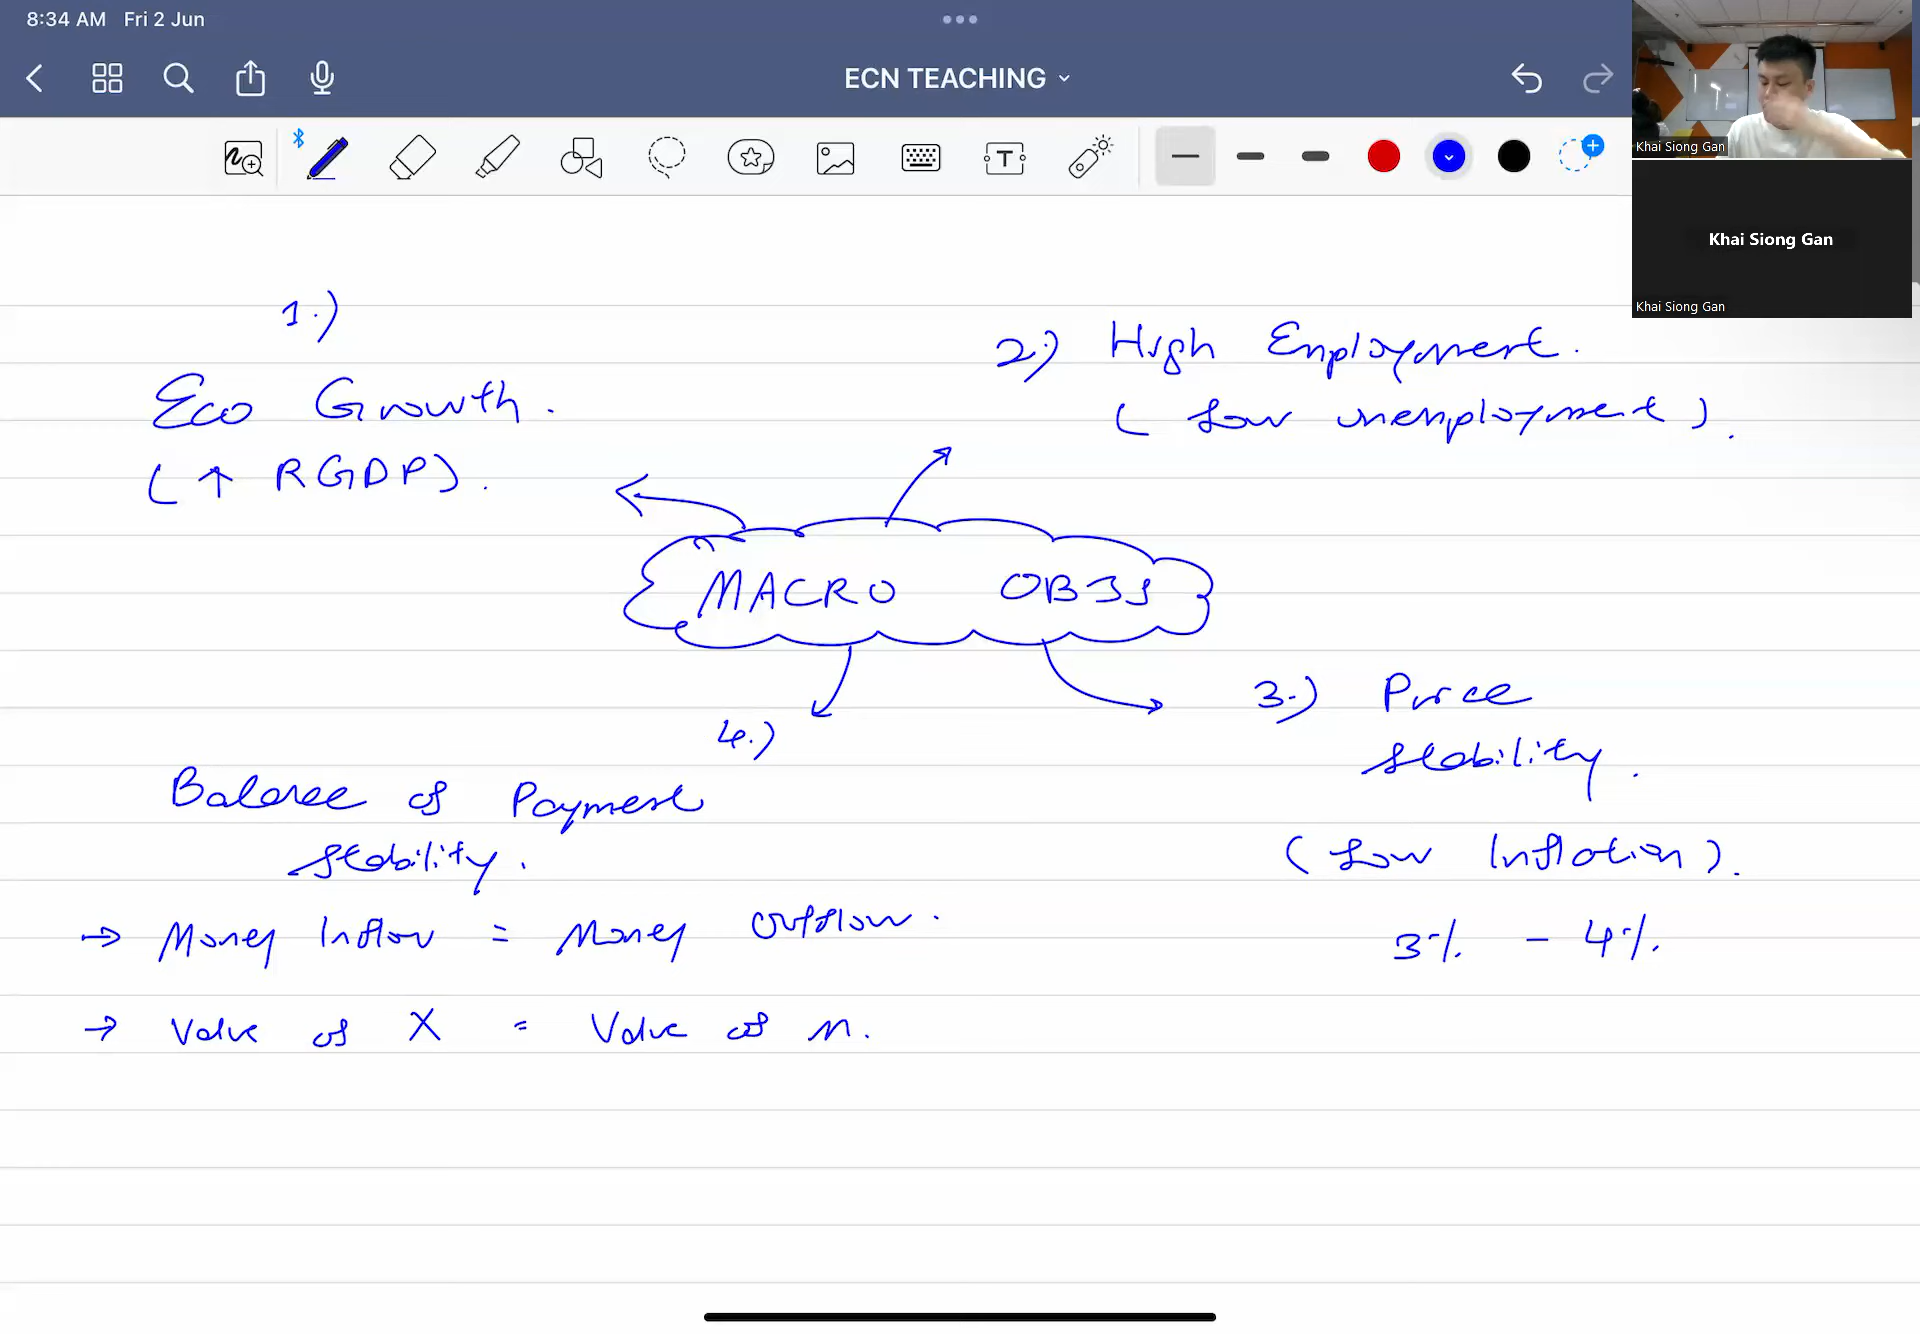 8:34 AM Fri 2 Jun
ECN TEACHING
T
Khai Siong Gan
Khai Siong Gan
Khai Siong Gan
1.)
Eco Growth.
(↑ RGDP).
2.) High Employment.
(Low unemployment).
MACRO OBJS
3.) Price
stability.
(Low Inflation).
3% - 4%
4.)
Balance of Payment
stability.
→ Money Inflow = Money Outflow.
→ Value of X = Value of M.